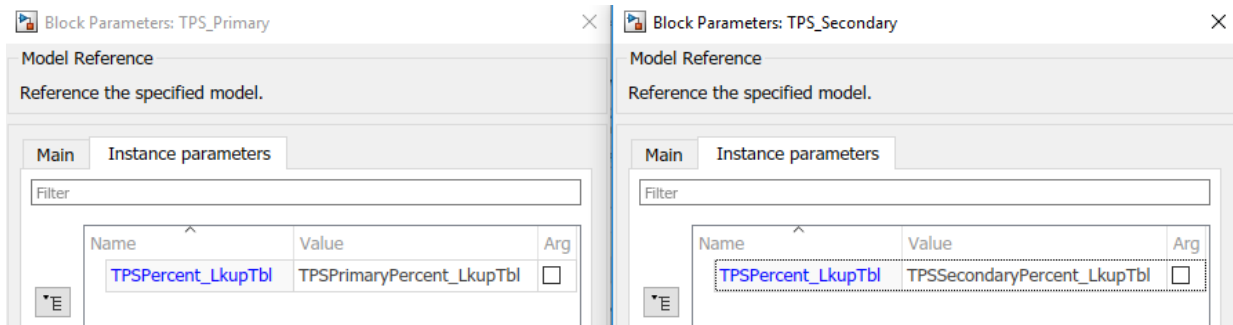 Block Parameters: TPS_Primary
Model Reference
Reference the specified model.
Main Instance parameters
Filter
Name Value Arg
TPSPercent_LkupTbl TPSPrimaryPercent_LkupTbl
Block Parameters: TPS_Secondary
Model Reference
Reference the specified model.
Main Instance parameters
Filter
Name Value Arg
TPSPercent_LkupTbl TPSSecondaryPercent_LkupTbl